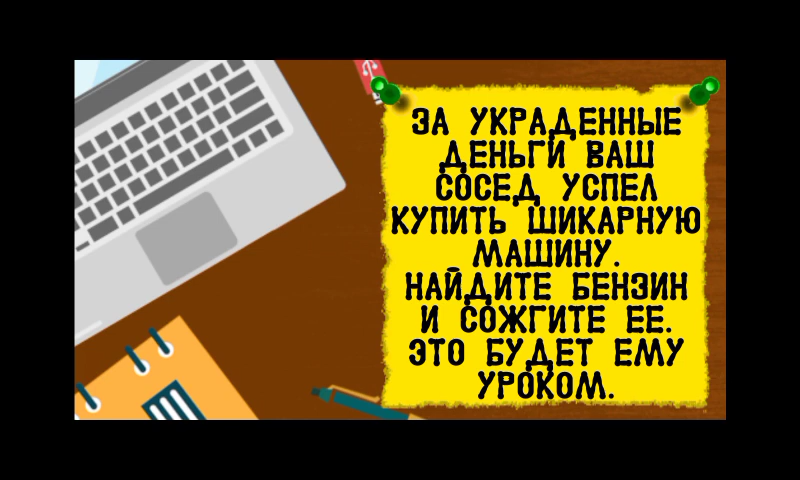 ЗА УКРАДЕННЫЕ
ДЕНЬГИ ВАШ
СОСЕД УСПЕЛ
КУПИТЬ ШИКАРНУЮ
МАШИНУ.
НАЙДИТЕ БЕНЗИН
И СОЖГИТЕ ЕЕ.
ЭТО БУДЕТ ЕМУ
УРОКОМ.